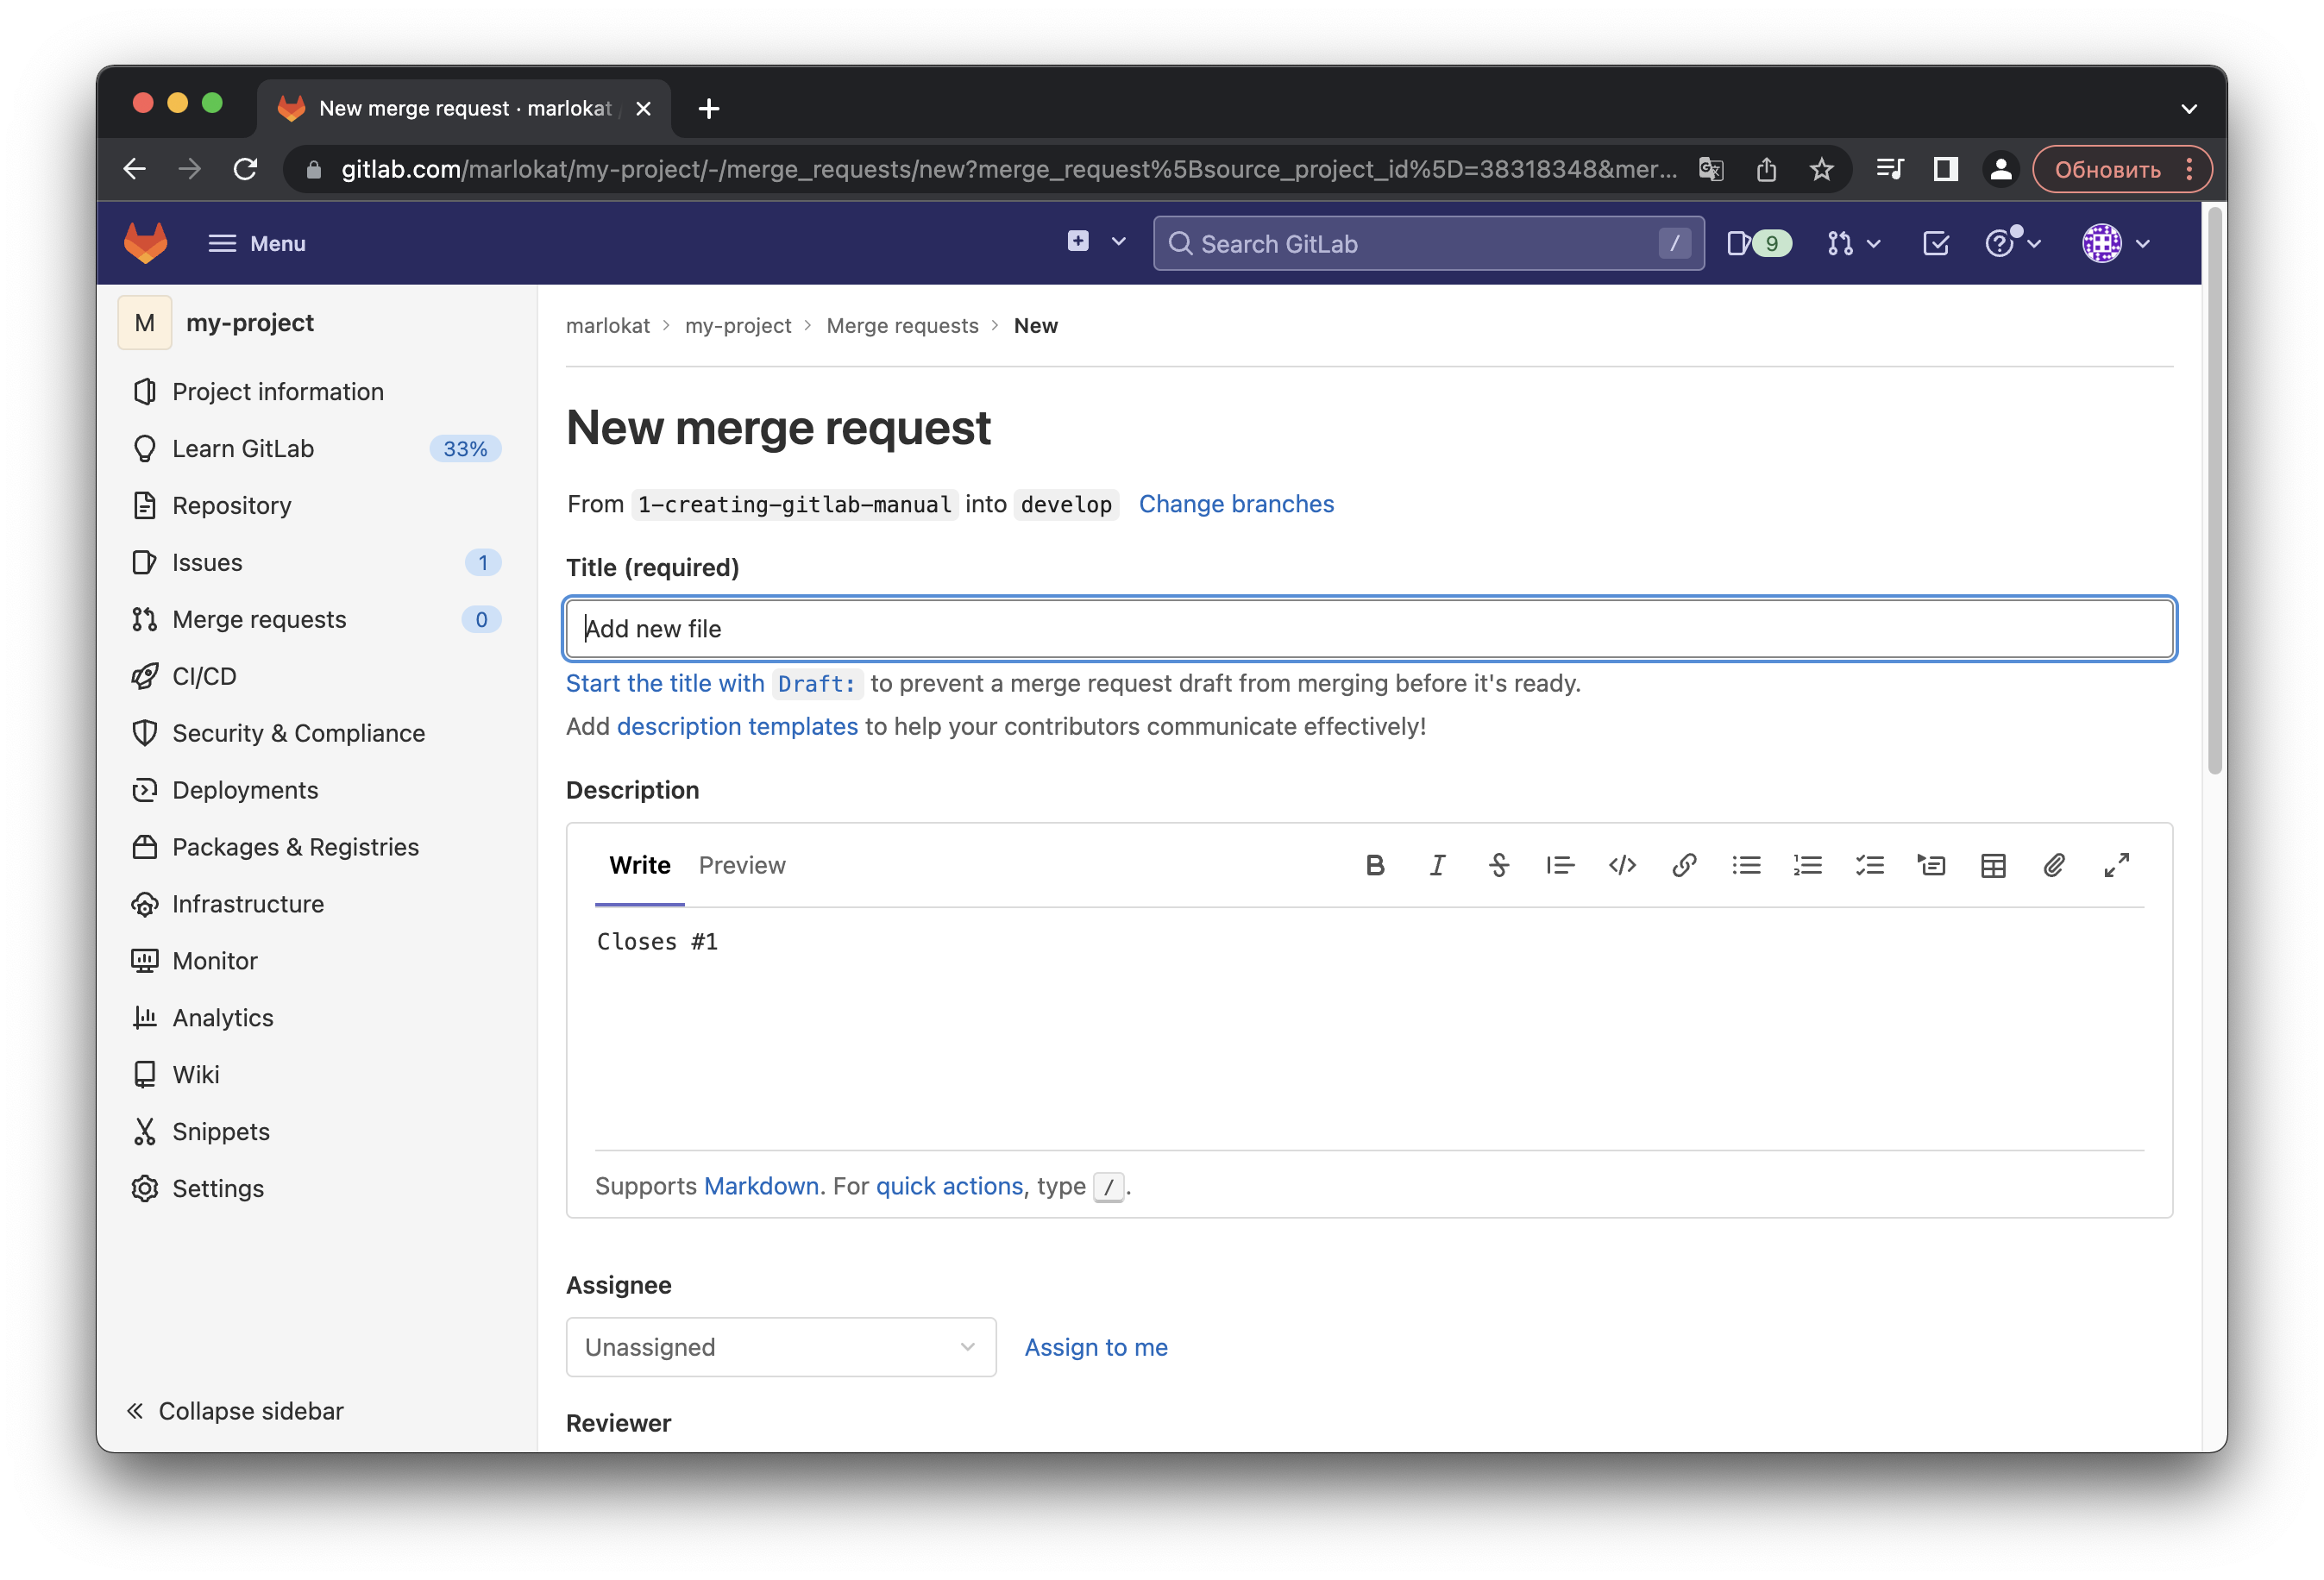 New merge request · marlokat /
gitlab.com/marlokat/my-project/-/merge_requests/new?merge_request%5Bsource_project_id%5D=38318348&mer...
Обновить
Menu
Search GitLab
/
9
M
my-project
Project information
Learn GitLab 33%
Repository
Issues 1
Merge requests 0
CI/CD
Security & Compliance
Deployments
Packages & Registries
Infrastructure
Monitor
Analytics
Wiki
Snippets
Settings
Collapse sidebar
marlokat > my-project > Merge requests > New
New merge request
From 1-creating-gitlab-manual into develop Change branches
Title (required)
Add new file
Start the title with Draft: to prevent a merge request draft from merging before it's ready.
Add description templates to help your contributors communicate effectively!
Description
Write Preview
Closes #1
Supports Markdown. For quick actions, type /.
Assignee
Unassigned Assign to me
Reviewer